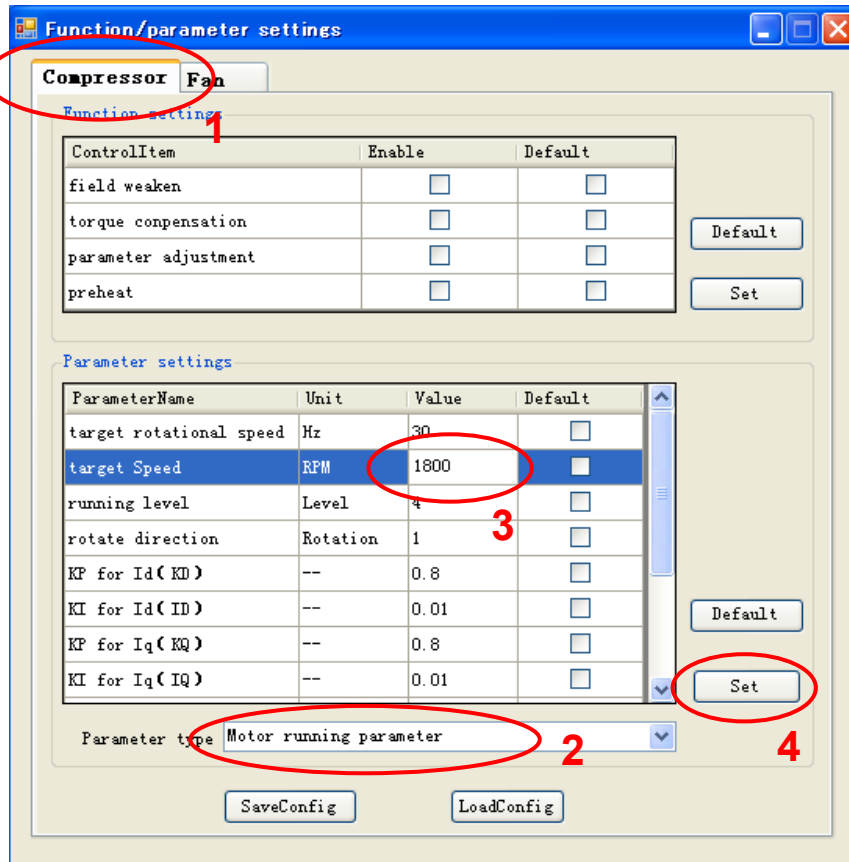 Function/parameter settings
Compressor Fan
Function settings
1
ControlItem Enable Default
field weaken
torque conpensation
parameter adjustment
preheat
Default
Set
Parameter settings
ParameterName Unit Value Default
target rotational speed Hz 30
target Speed RPM 1800
running level Level 4
3
rotate direction Rotation 1
KP for Id(KD) -- 0.8
KI for Id(ID) -- 0.01
KP for Iq(KQ) -- 0.8
KI for Iq(IQ) -- 0.01
Default
Set
Parameter type Motor running parameter
2
4
SaveConfig LoadConfig